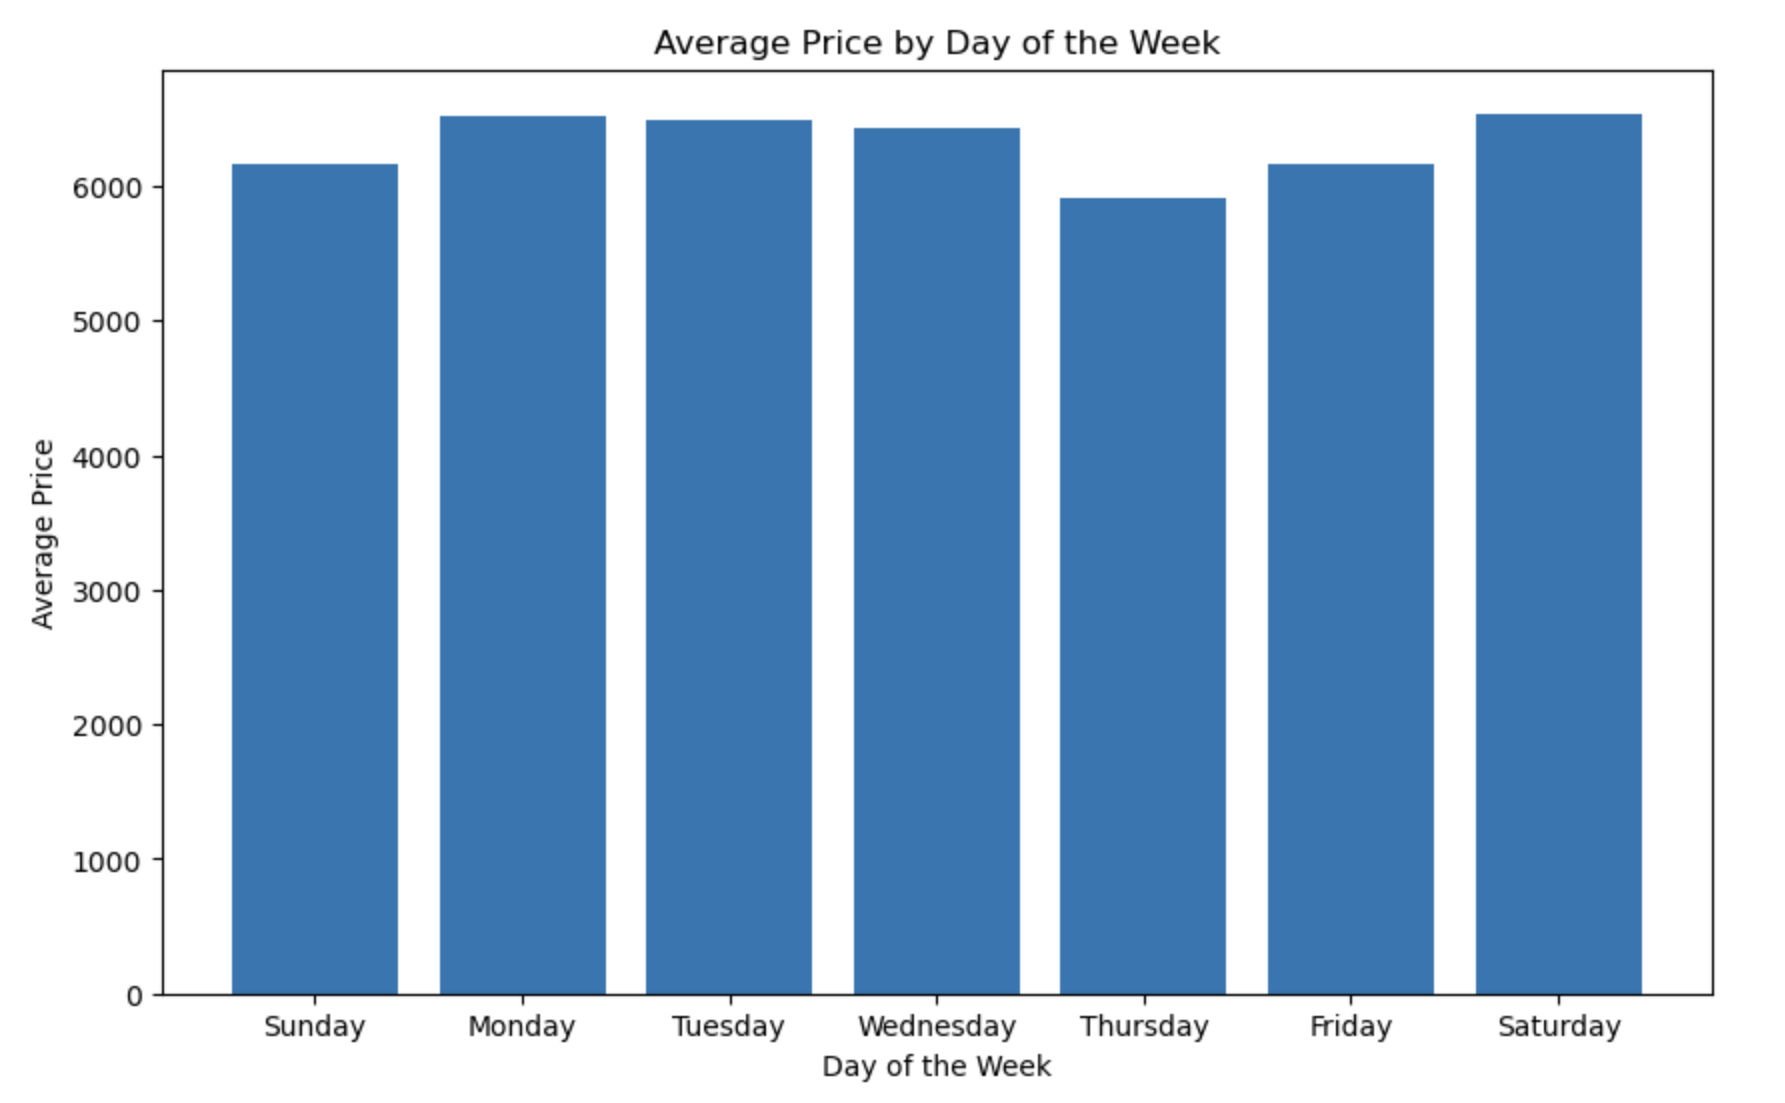 Average Price by Day of the Week
Average Price
6000
5000
4000
3000
2000
1000
0
Sunday Monday Tuesday Wednesday Thursday Friday Saturday
Day of the Week